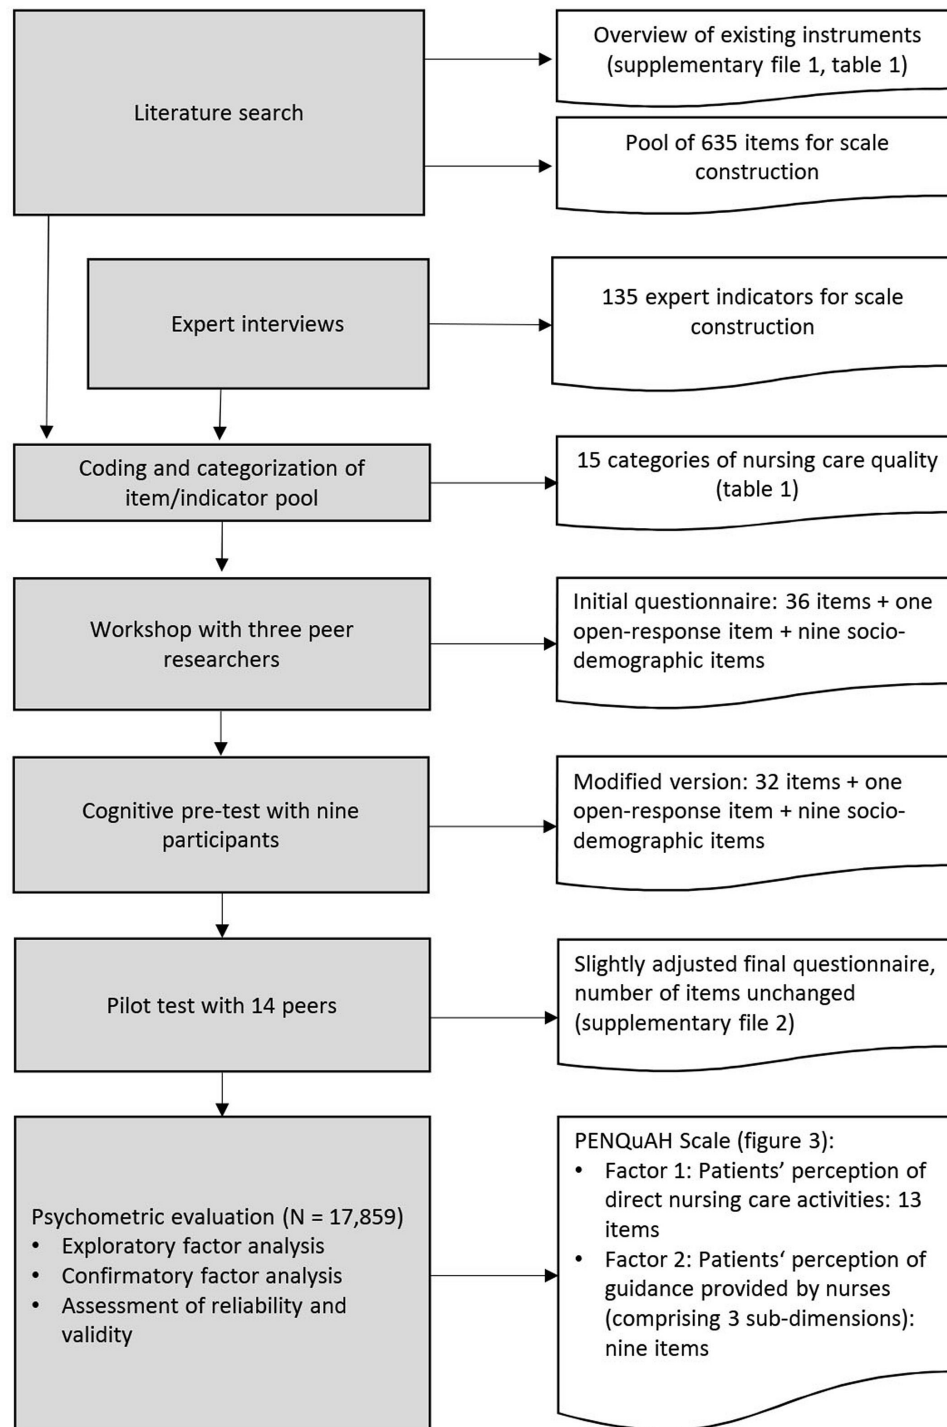 Literature search
Overview of existing instruments
(supplementary file 1, table 1)
Pool of 635 items for scale
construction
Expert interviews
135 expert indicators for scale
construction
Coding and categorization of
item/indicator pool
15 categories of nursing care quality
(table 1)
Workshop with three peer
researchers
Initial questionnaire: 36 items + one
open-response item + nine socio-
demographic items
Cognitive pre-test with nine
participants
Modified version: 32 items + one
open-response item + nine socio-
demographic items
Pilot test with 14 peers
Slightly adjusted final questionnaire,
number of items unchanged
(supplementary file 2)
Psychometric evaluation (N = 17,859)
• Exploratory factor analysis
• Confirmatory factor analysis
• Assessment of reliability and
validity
PENQuAH Scale (figure 3):
• Factor 1: Patients’ perception of
direct nursing care activities: 13
items
• Factor 2: Patients‘ perception of
guidance provided by nurses
(comprising 3 sub-dimensions):
nine items